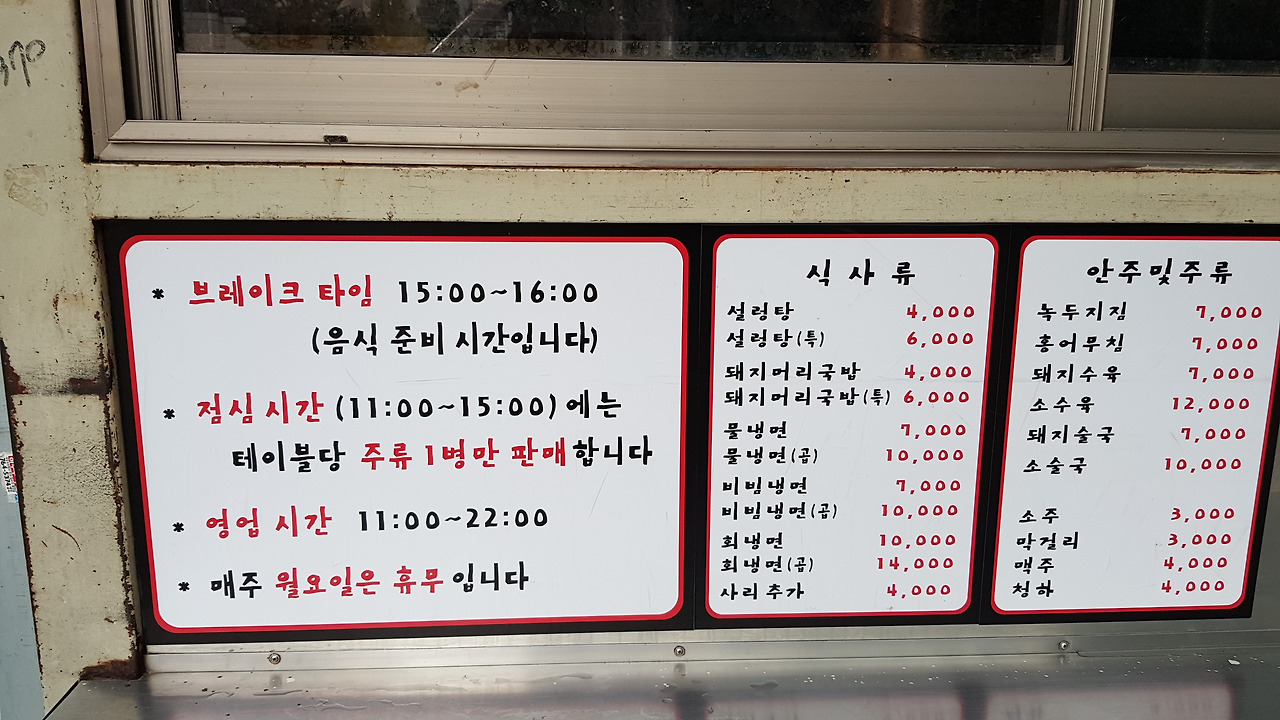 * 브레이크 타임 15:00~16:00
(음식 준비 시간입니다)
* 점심 시간 (11:00~15:00)에는
테이블당 주류 1병만 판매합니다
* 영업 시간 11:00~22:00
* 매주 월요일은 휴무입니다
식사류
설렁탕 4,000
설렁탕(특) 6,000
돼지머리국밥 4,000
돼지머리국밥(특) 6,000
물냉면 7,000
물냉면(곱) 10,000
비빔냉면 7,000
비빔냉면(곱) 10,000
회냉면 10,000
회냉면(곱) 14,000
사리추가 4,000
안주및주류
녹두지짐 7,000
홍어무침 7,000
돼지수육 7,000
소수육 12,000
돼지술국 7,000
소술국 10,000
소주 3,000
막걸리 3,000
맥주 4,000
청하 4,000